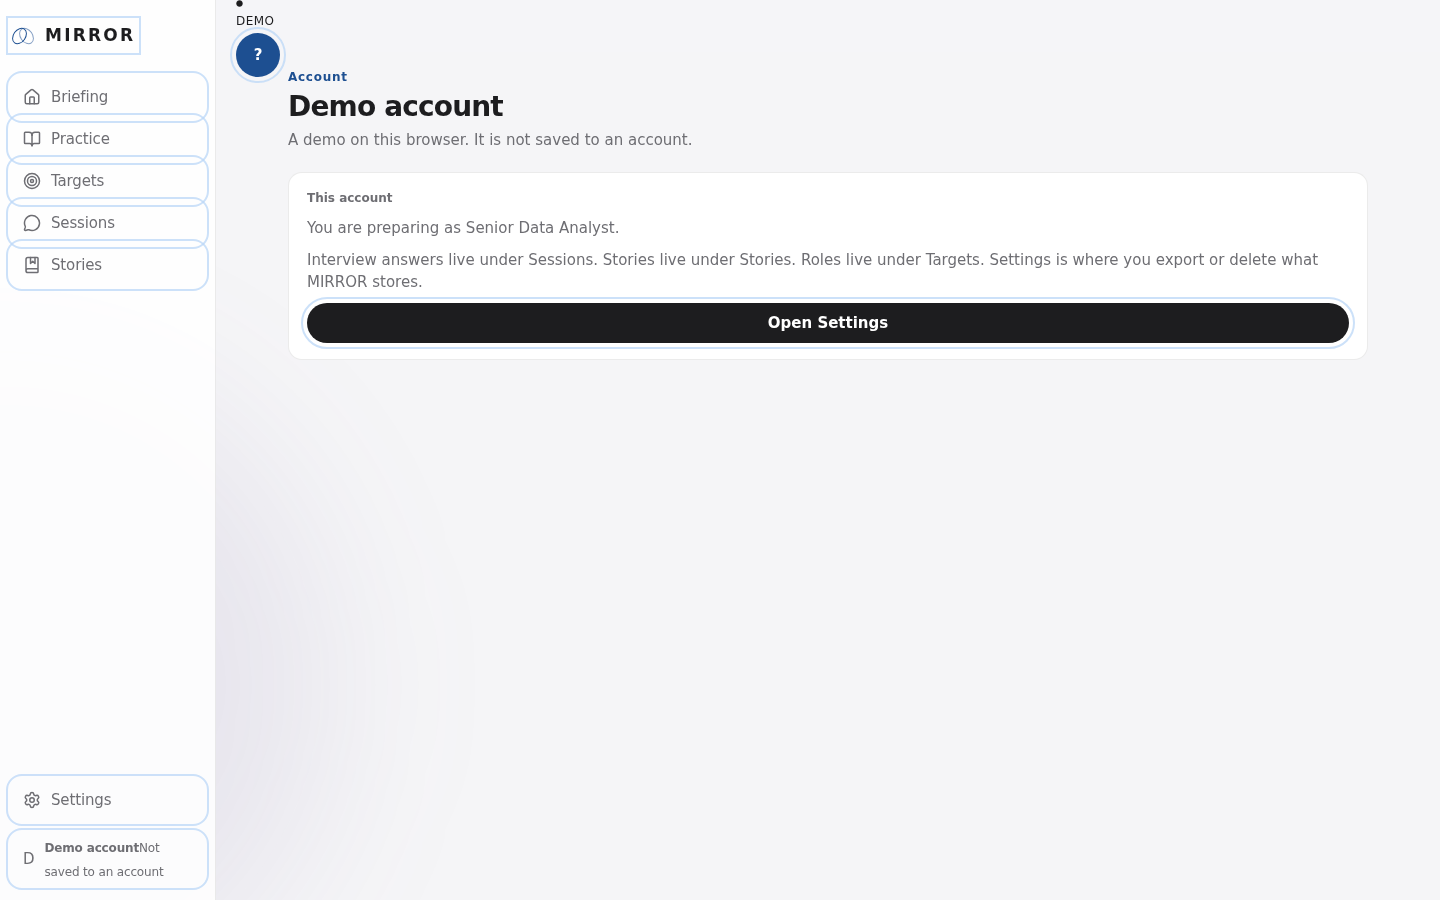 MIRROR
Briefing
Practice
Targets
Sessions
Stories
Settings
D
Demo accountNot
saved to an account
DEMO
?
Account
Demo account
A demo on this browser. It is not saved to an account.
This account
You are preparing as Senior Data Analyst.
Interview answers live under Sessions. Stories live under Stories. Roles live under Targets. Settings is where you export or delete what
MIRROR stores.
Open Settings